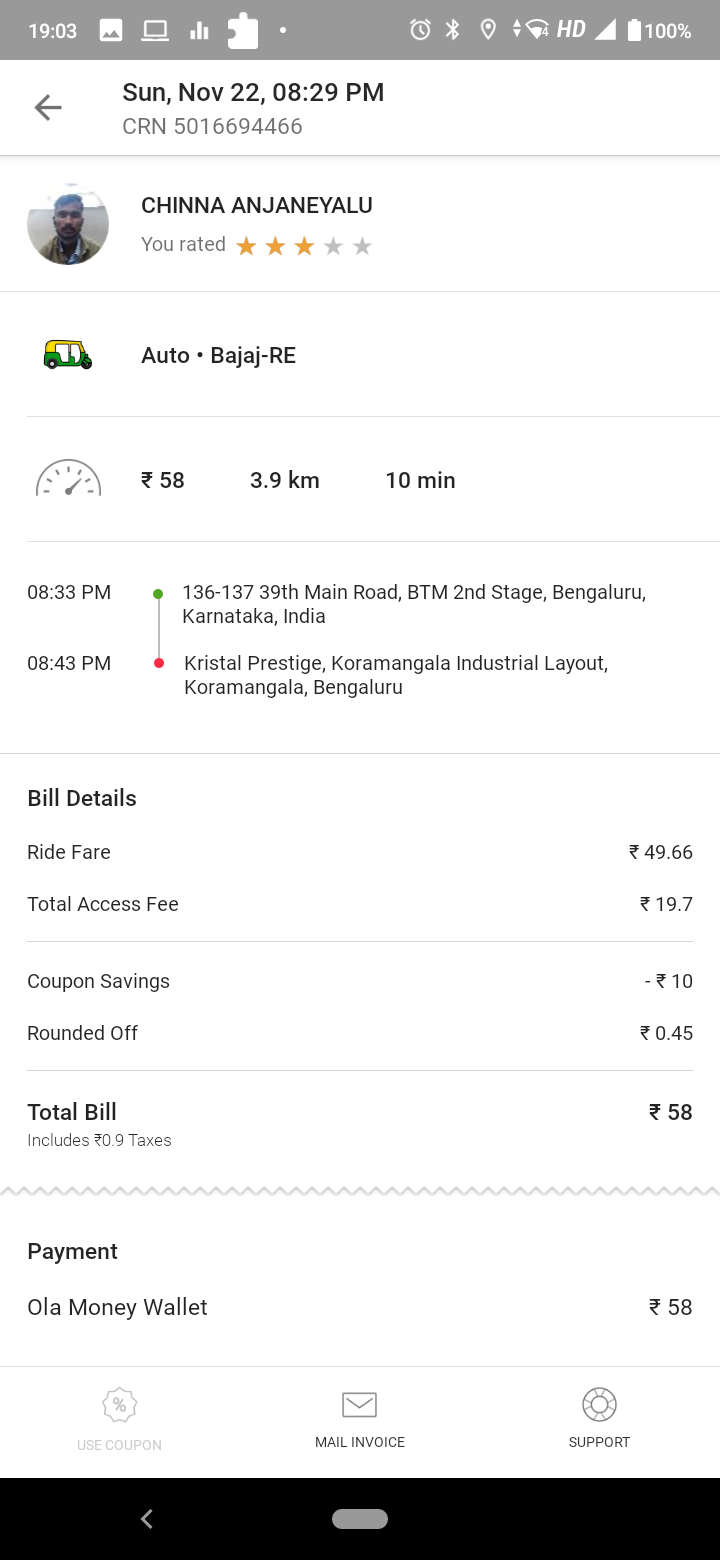 19:03
4 HD 100%
Sun, Nov 22, 08:29 PM
CRN 5016694466
CHINNA ANJANEYALU
You rated
Auto • Bajaj-RE
₹ 58 3.9 km 10 min
08:33 PM 136-137 39th Main Road, BTM 2nd Stage, Bengaluru,
Karnataka, India
08:43 PM Kristal Prestige, Koramangala Industrial Layout,
Koramangala, Bengaluru
Bill Details
Ride Fare ₹ 49.66
Total Access Fee ₹ 19.7
Coupon Savings - ₹ 10
Rounded Off ₹ 0.45
Total Bill ₹ 58
Includes ₹0.9 Taxes
Payment
Ola Money Wallet ₹ 58
%
USE COUPON MAIL INVOICE SUPPORT